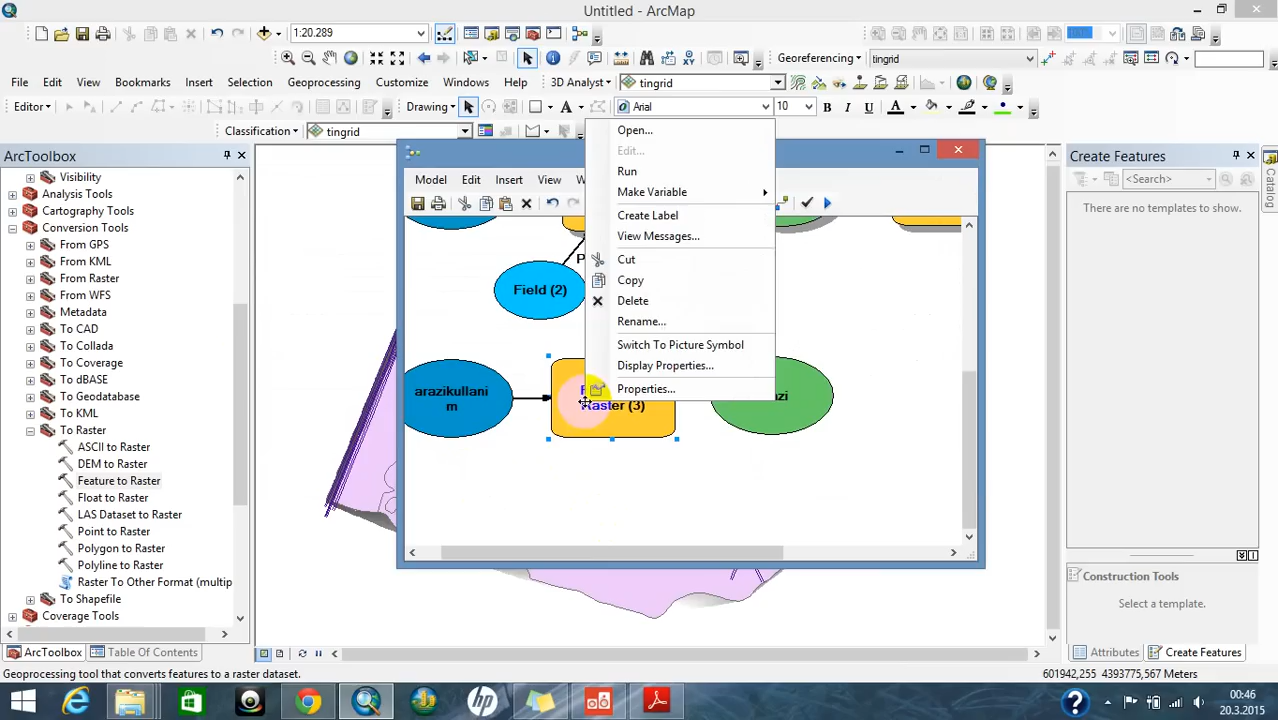 Untitled - ArcMap
1:20.289
Georeferencing
tingrid
File Edit View Bookmarks Insert Selection Geoprocessing Customize Windows Help
3D Analyst
tingrid
Editor
Drawing
Arial
10
B I U A
Classification
tingrid
ArcToolbox
Visibility
Analysis Tools
Cartography Tools
Conversion Tools
From GPS
From KML
From Raster
From WFS
Metadata
To CAD
To Collada
To Coverage
To dBASE
To Geodatabase
To KML
To Raster
ASCII to Raster
DEM to Raster
Feature to Raster
Float to Raster
LAS Dataset to Raster
Point to Raster
Polygon to Raster
Polyline to Raster
Raster To Other Format (multip
To Shapefile
Coverage Tools
ArcToolbox
Table Of Contents
Model Edit Insert View W
Field (2)
P
arazikullani
m
Raster (3)
zi
Open...
Edit...
Run
Make Variable
Create Label
View Messages...
Cut
Copy
Delete
Rename...
Switch To Picture Symbol
Display Properties...
Properties...
Create Features
<Search>
There are no templates to show.
Construction Tools
Select a template.
Attributes
Create Features
Catalog
Geoprocessing tool that converts features to a raster dataset.
601942,255 4393775,567 Meters
00:46
20.3.2015